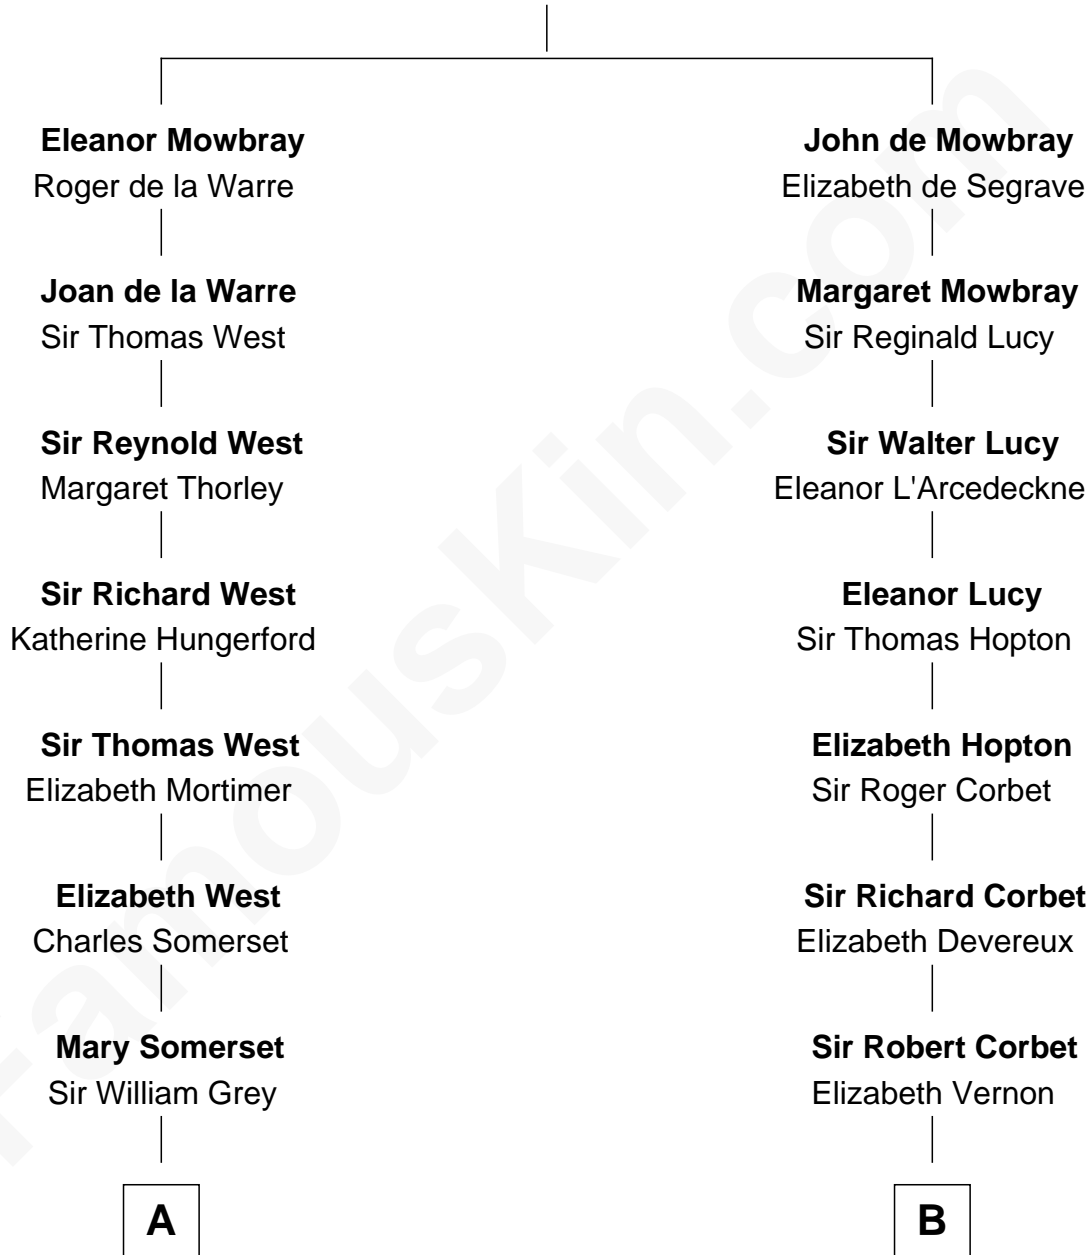 Eleanor Mowbray
Roger de la Warre
Joan de la Warre
Sir Thomas West
Sir Reynold West
Margaret Thorley
Sir Richard West
Katherine Hungerford
Sir Thomas West
Elizabeth Mortimer
Elizabeth West
Charles Somerset
Mary Somerset
Sir William Grey
A
John de Mowbray
Elizabeth de Segrave
Margaret Mowbray
Sir Reginald Lucy
Sir Walter Lucy
Eleanor L'Arcedeckne
Eleanor Lucy
Sir Thomas Hopton
Elizabeth Hopton
Sir Roger Corbet
Sir Richard Corbet
Elizabeth Devereux
Sir Robert Corbet
Elizabeth Vernon
B
FamousKin.com